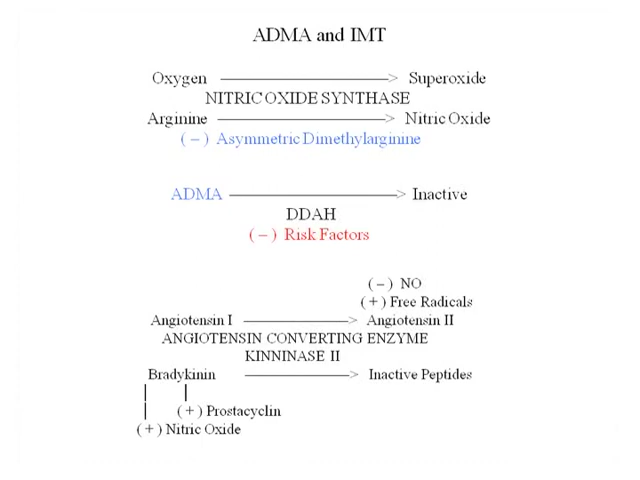 ADMA and IMT
Oxygen Superoxide
NITRIC OXIDE SYNTHASE
Arginine Nitric Oxide
( – ) Asymmetric Dimethylarginine
ADMA Inactive
DDAH
( – ) Risk Factors
( – ) NO
( + ) Free Radicals
Angiotensin I Angiotensin II
ANGIOTENSIN CONVERTING ENZYME
KINNINASE II
Bradykinin Inactive Peptides
( + ) Prostacyclin
( + ) Nitric Oxide